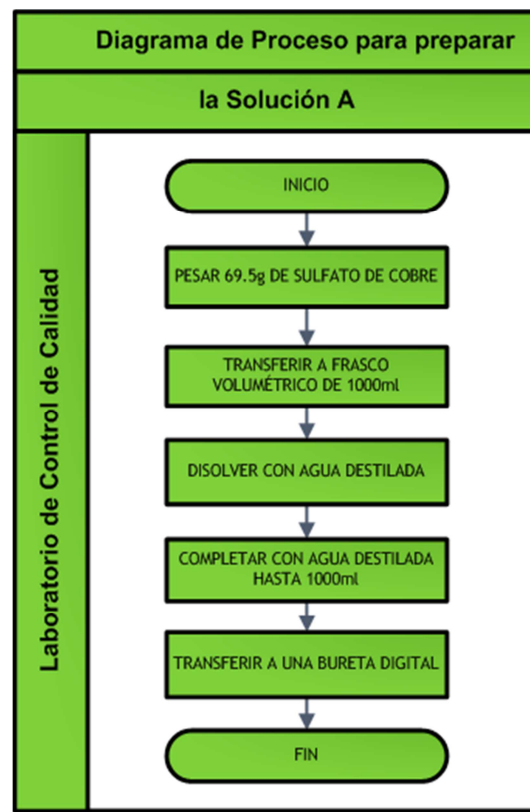 Diagrama de Proceso para preparar
la Solución A
Laboratorio de Control de Calidad
INICIO
PESAR 69.5g DE SULFATO DE COBRE
TRANSFERIR A FRASCO
VOLUMÉTRICO DE 1000ml
DISOLVER CON AGUA DESTILADA
COMPLETAR CON AGUA DESTILADA
HASTA 1000ml
TRANSFERIR A UNA BURETA DIGITAL
FIN